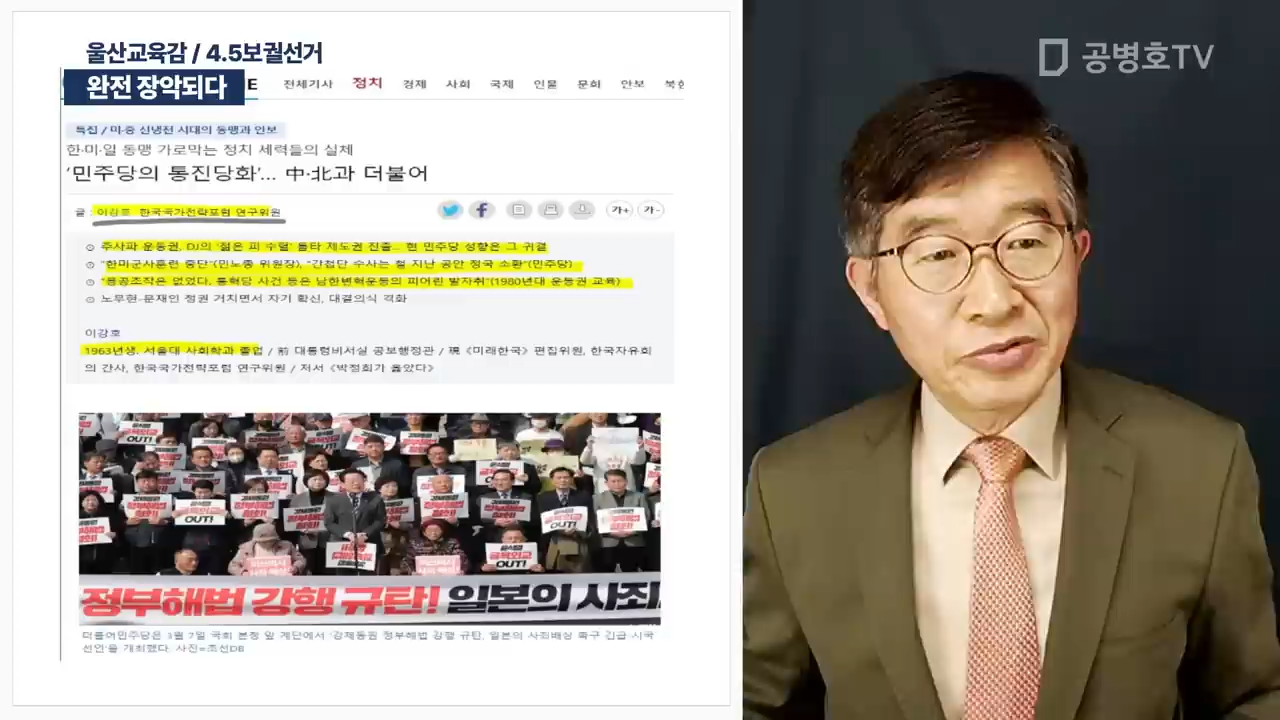 울산교육감 / 4.5보궐선거
완전 장악되다
E 전체기사 정치 경제 사회 국제 인물 문화 안보 북한
공병호TV
특집 / 미·중 신냉전 시대의 동맹과 안보
한·미·일 동맹 가로막는 정치 세력들의 실체
‘민주당의 통진당화’... 中·北과 더불어
글 : 이강호 한국국가전략포럼 연구위원
가+ 가-
⊙ 주사파 운동권, DJ의 ‘젊은 피 수혈’ 틈타 제도권 진출... 현 민주당 성향은 그 귀결
⊙ “한미군사훈련 중단”(민노총 위원장), “간첩단 수사는 철 지난 공안 정국 소환”(민주당)
⊙ “용공조작은 없었다. 통혁당 사건 등은 남한변혁운동의 피어린 발자취”(1980년대 운동권 교육)
⊙ 노무현·문재인 정권 거치면서 자기 확신, 대결의식 격화
이강호
1963년생. 서울대 사회학과 졸업 / 前 대통령비서실 공보행정관 / 現 《미래한국》 편집위원, 한국자유회
의 간사, 한국국가전략포럼 연구위원 / 저서 《박정희가 옳았다》
OUT!
정부해법 강행 규탄! 일본의 사죄
더불어민주당은 3월 7일 국회 본청 앞 계단에서 ‘강제동원 정부해법 강행 규탄, 일본의 사죄배상 촉구 긴급 시국
선언’을 개최했다. 사진=조선DB